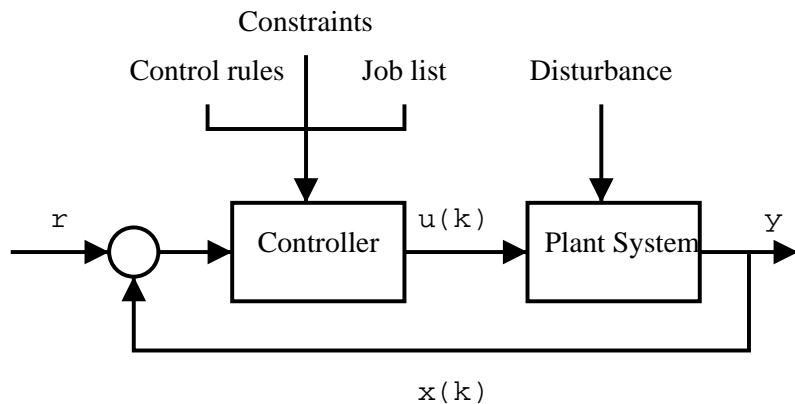 Constraints
Control rules
Job list
Disturbance
r
Controller
u(k)
Plant System
y
x(k)